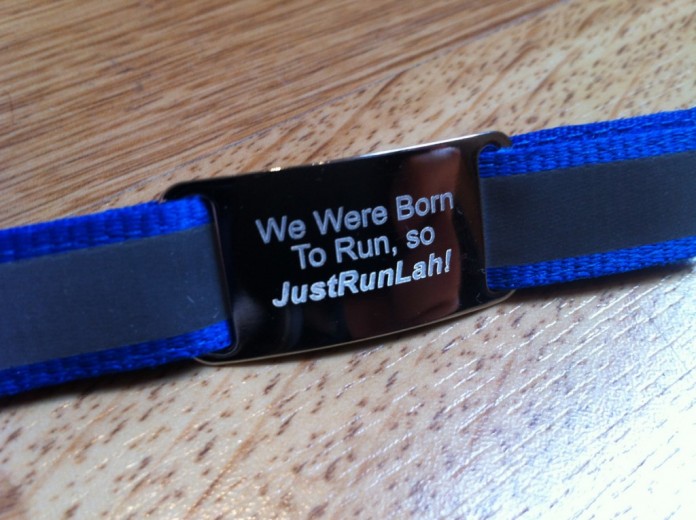 We Were Born
To Run, so
JustRunLah!